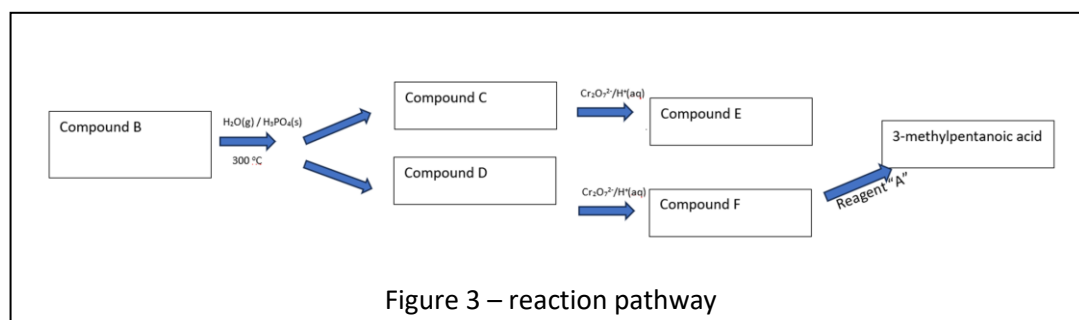 Compound B
H₂O(g) / H₃PO₄(s)
300 °C
Compound C
Cr₂O₇²⁻/H⁺(aq)
Compound E
Compound D
Cr₂O₇²⁻/H⁺(aq)
Compound F
Reagent "A"
3-methylpentanoic acid
Figure 3 – reaction pathway